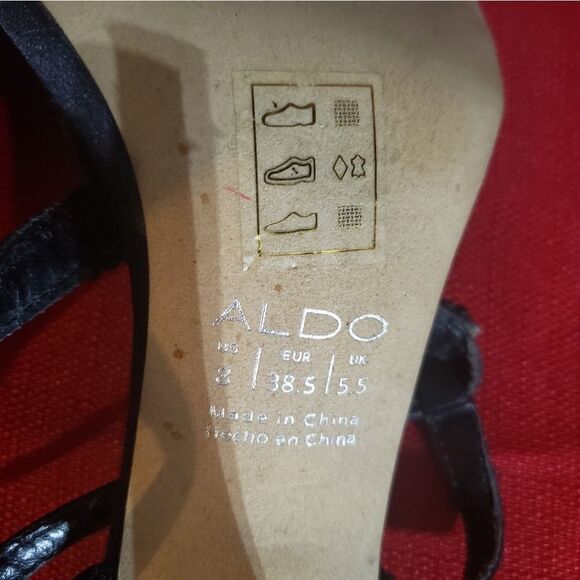 ALDO
US EUR UK
8 38.5 5.5
Made in China
Hecho en China